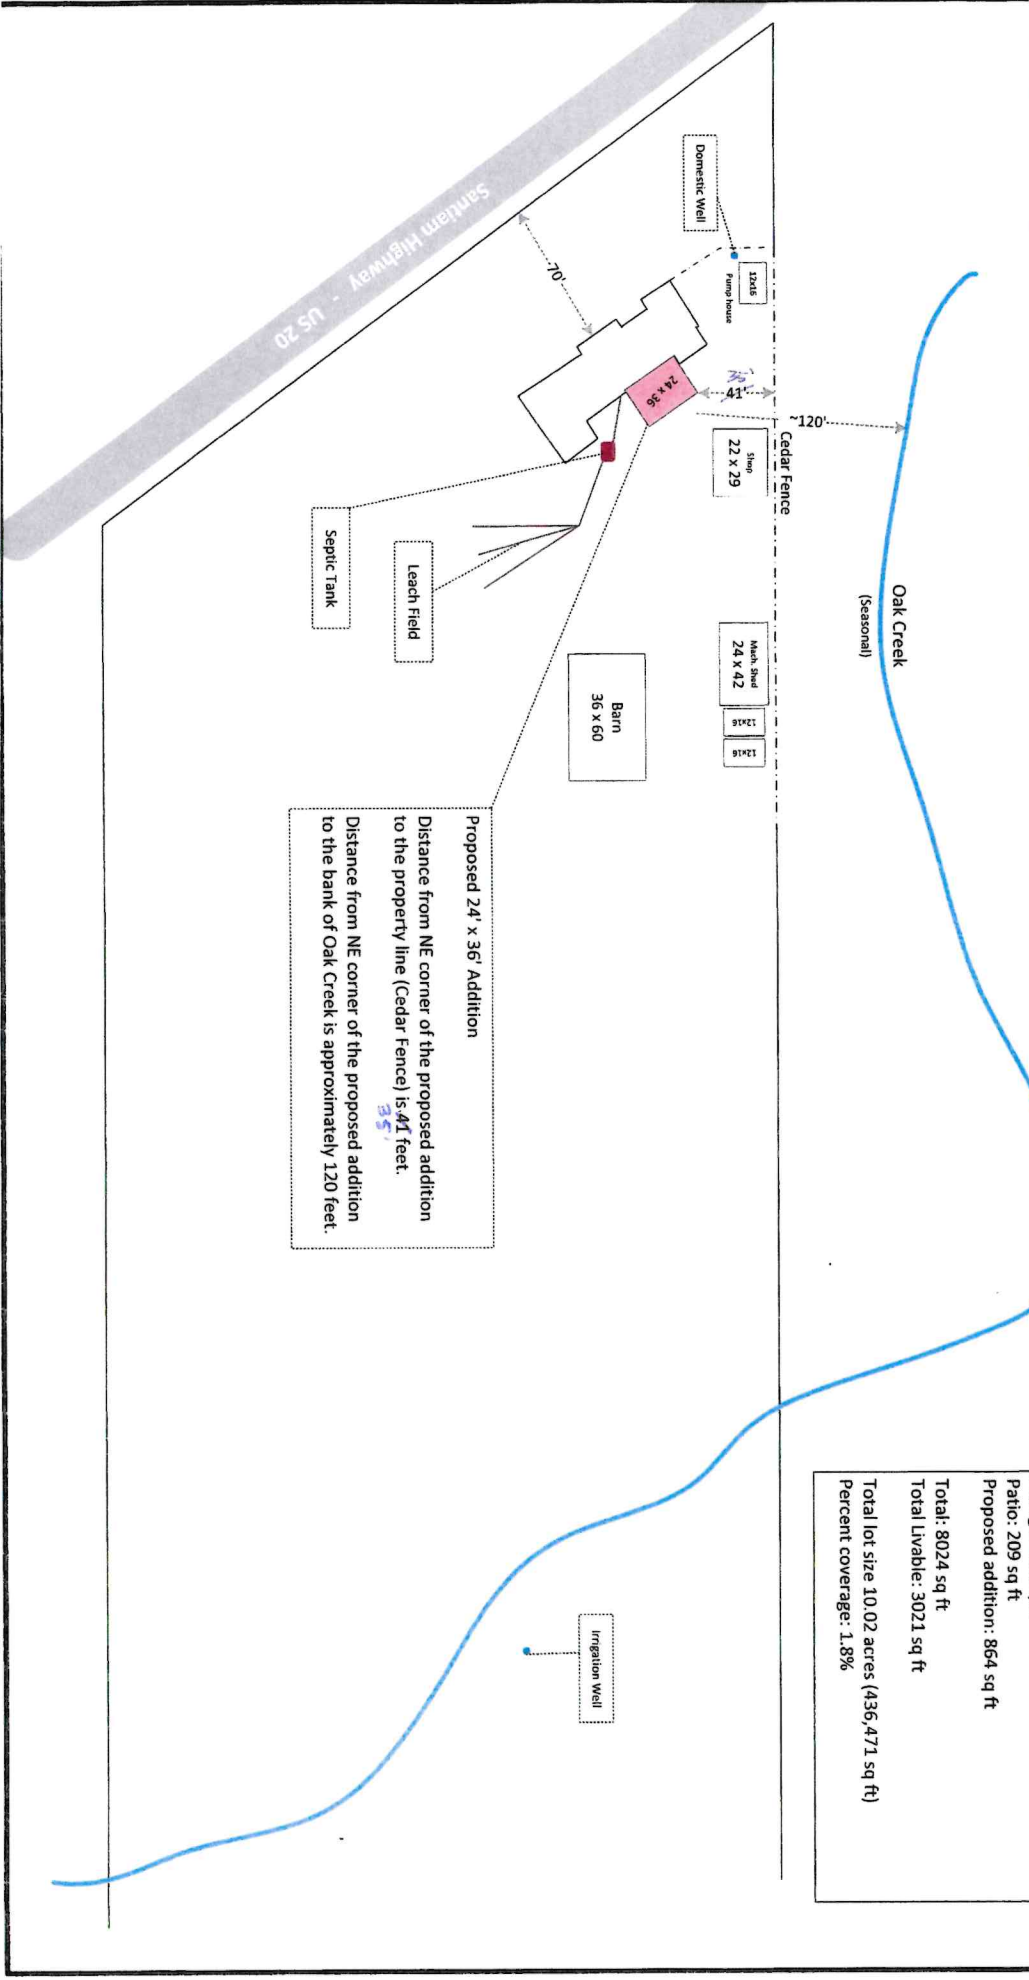 Patio: 209 sq ft
Proposed addition: 864 sq ft
Total: 8024 sq ft
Total Livable: 3021 sq ft
Total lot size 10.02 acres (436,471 sq ft)
Percent coverage: 1.8%
Oak Creek
(Seasonal)
~120'
Cedar Fence
12x16
Pump house
Domestic Well
41'
Shop
22 x 29
Mach. Shed
24 x 42
12x16
12x16
70'
24 x 36
Barn
36 x 60
Santiam Highway - US 20
Leach Field
Septic Tank
Proposed 24' x 36' Addition
Distance from NE corner of the proposed addition
to the property line (Cedar Fence) is 41 feet.
35'
Distance from NE corner of the proposed addition
to the bank of Oak Creek is approximately 120 feet.
Irrigation Well